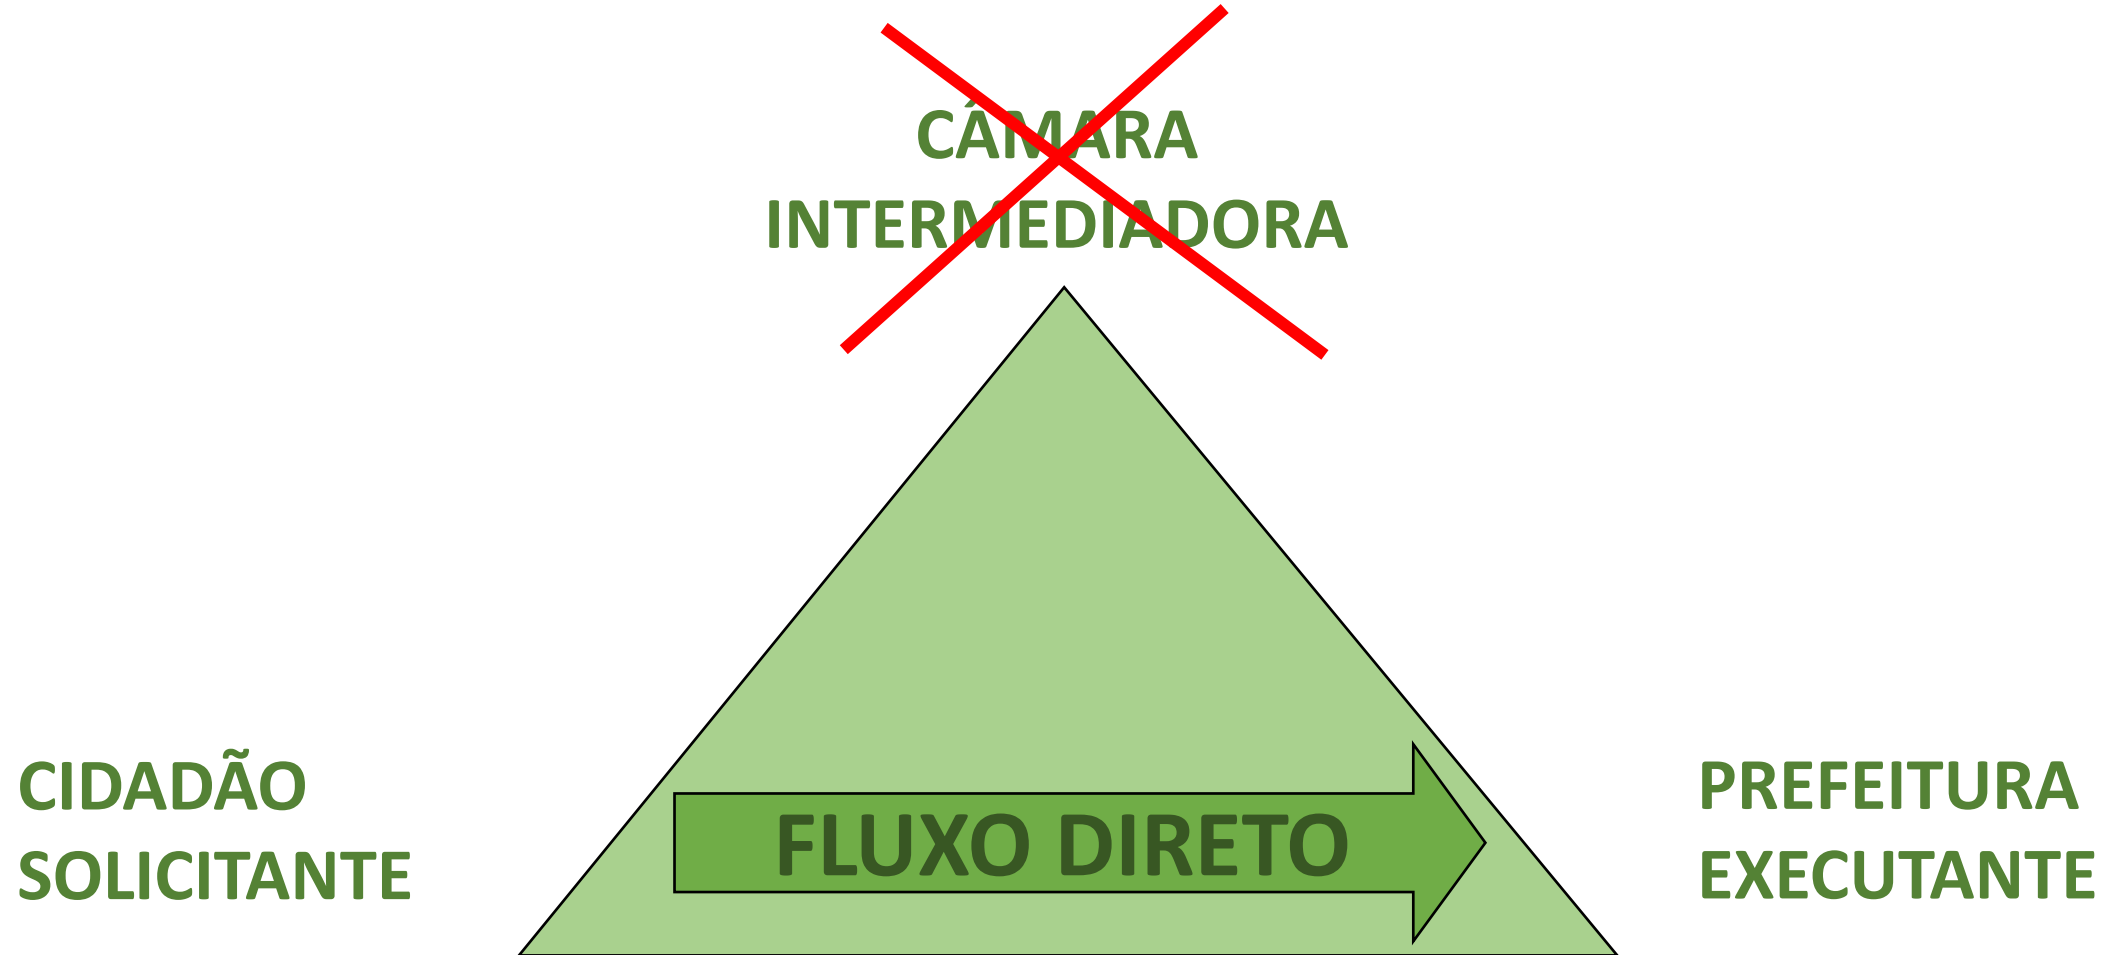 CÂMARA
INTERMEDIADORA
CIDADÃO
SOLICITANTE
FLUXO DIRETO
PREFEITURA
EXECUTANTE